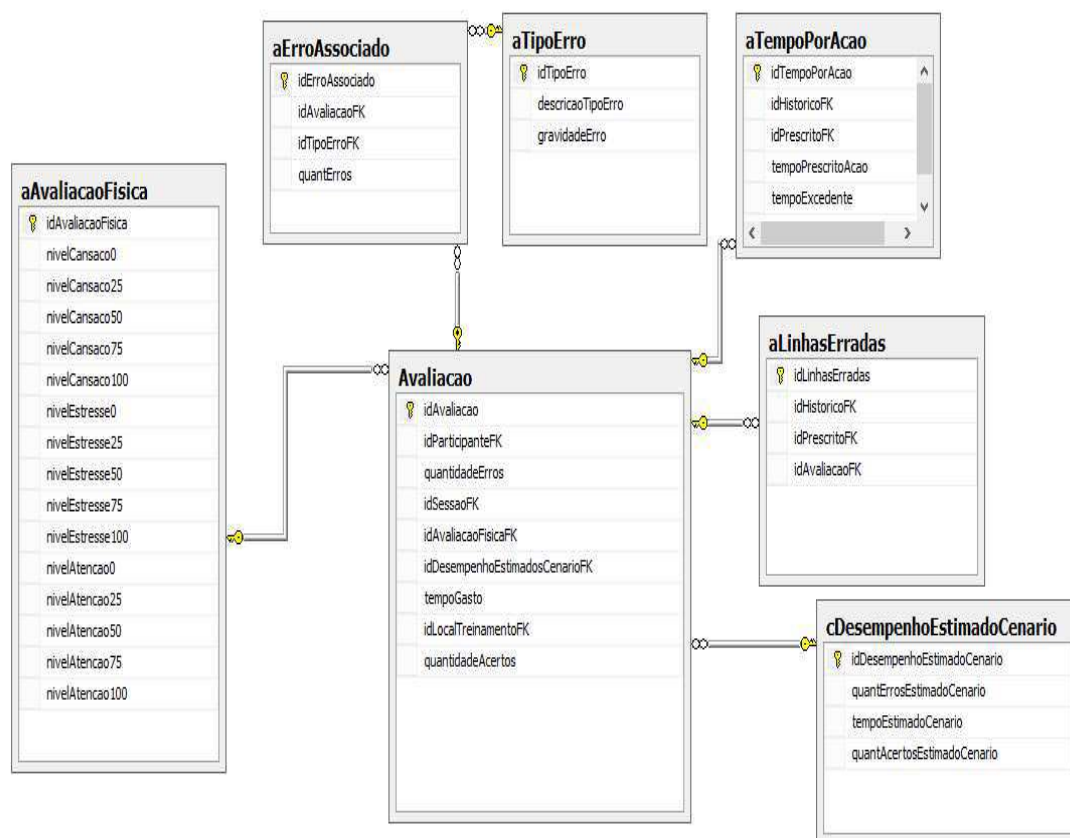 aErroAssociado
idErroAssociado
idAvaliacaoFK
idTipoErroFK
quantErros
aTipoErro
idTipoErro
descricaoTipoErro
gravidadeErro
aTempoPorAcao
idTempoPorAcao
idHistoricoFK
idPrescritoFK
tempoPrescritoAcao
tempoExcedente
aAvaliacaoFisica
idAvaliacaoFisica
nivelCansaco0
nivelCansaco25
nivelCansaco50
nivelCansaco75
nivelCansaco100
nivelEstresse0
nivelEstresse25
nivelEstresse50
nivelEstresse75
nivelEstresse100
nivelAtencao0
nivelAtencao25
nivelAtencao50
nivelAtencao75
nivelAtencao100
Avaliacao
idAvaliacao
idParticipanteFK
quantidadeErros
idSessaoFK
idAvaliacaoFisicaFK
idDesempenhoEstimadosCenarioFK
tempoGasto
idLocalTreinamentoFK
quantidadeAcertos
aLinhasErradas
idLinhasErradas
idHistoricoFK
idPrescritoFK
idAvaliacaoFK
cDesempenhoEstimadoCenario
idDesempenhoEstimadoCenario
quantErrosEstimadoCenario
tempoEstimadoCenario
quantAcertosEstimadoCenario